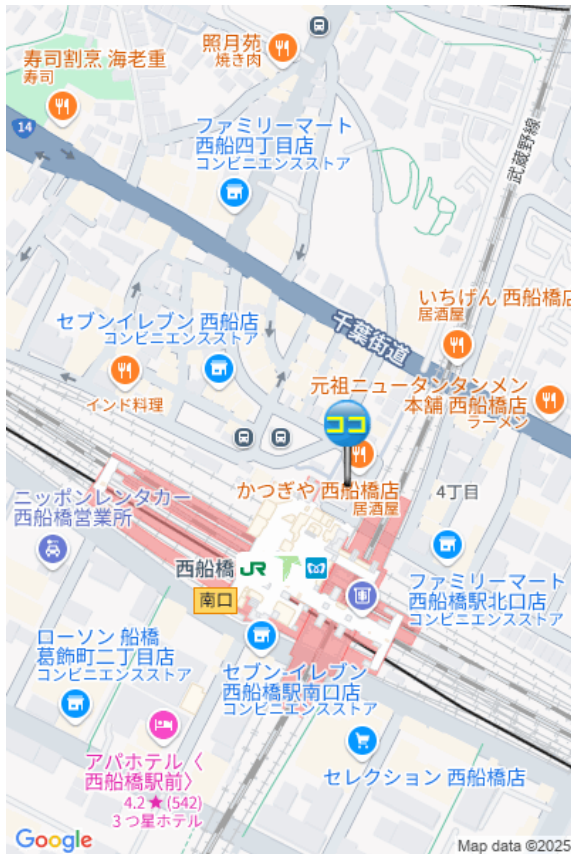 照月苑
焼き肉
寿司割烹 海老重
寿司
14
ファミリーマート
西船四丁目店
コンビニエンスストア
武蔵野線
いちげん 西船橋店
居酒屋
千葉街道
セブンイレブン 西船店
コンビニエンスストア
インド料理
元祖ニュータンタンメン
本舗 西船橋店
ラーメン
ココ
かつぎや 西船橋店
居酒屋
4丁目
ニッポンレンタカー
西船橋営業所
西船橋
JR
南口
ファミリーマート
西船橋駅北口店
コンビニエンスストア
ローソン 船橋
葛飾町二丁目店
コンビニエンスストア
セブン-イレブン
西船橋駅南口店
コンビニエンスストア
アパホテル〈
西船橋駅前〉
4.2★(542)
3 つ星ホテル
セレクション 西船橋店
Google
Map data ©2025